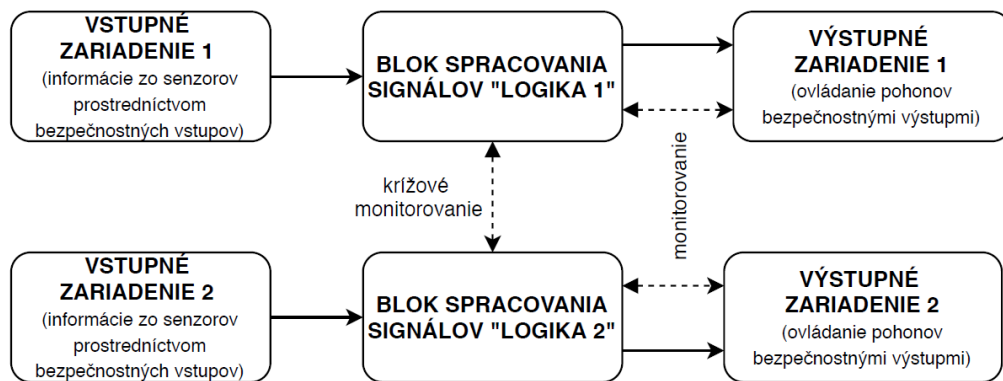 VSTUPNÉ
ZARIADENIE 1
(informácie zo senzorov
prostredníctvom
bezpečnostných vstupov)
BLOK SPRACOVANIA
SIGNÁLOV "LOGIKA 1"
VÝSTUPNÉ
ZARIADENIE 1
(ovládanie pohonov
bezpečnostnými výstupmi)
krížové
monitorovanie
monitorovanie
VSTUPNÉ
ZARIADENIE 2
(informácie zo senzorov
prostredníctvom
bezpečnostných vstupov)
BLOK SPRACOVANIA
SIGNÁLOV "LOGIKA 2"
VÝSTUPNÉ
ZARIADENIE 2
(ovládanie pohonov
bezpečnostnými výstupmi)